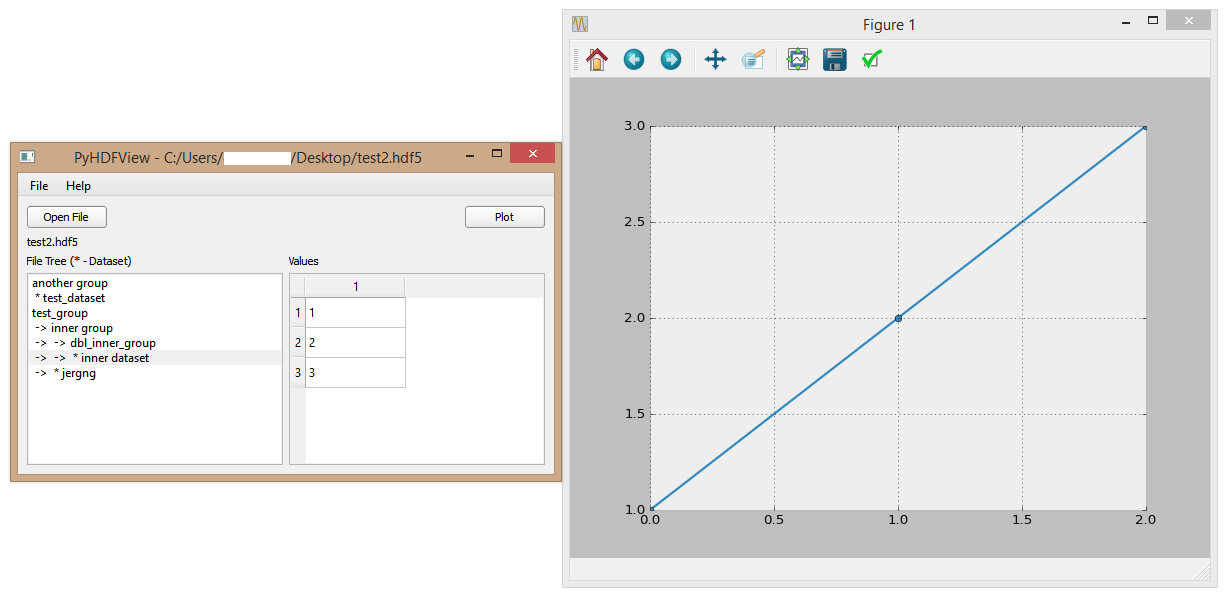 PyHDFView - C:/Users/ /Desktop/test2.hdf5
File Help
Open File Plot
test2.hdf5
File Tree (* - Dataset) Values
another group
* test_dataset
test_group
-> inner group
-> -> dbl_inner_group
-> -> * inner dataset
-> * jergng
1
1 1
2 2
3 3
Figure 1
3.0
2.5
2.0
1.5
1.0
0.0 0.5 1.0 1.5 2.0